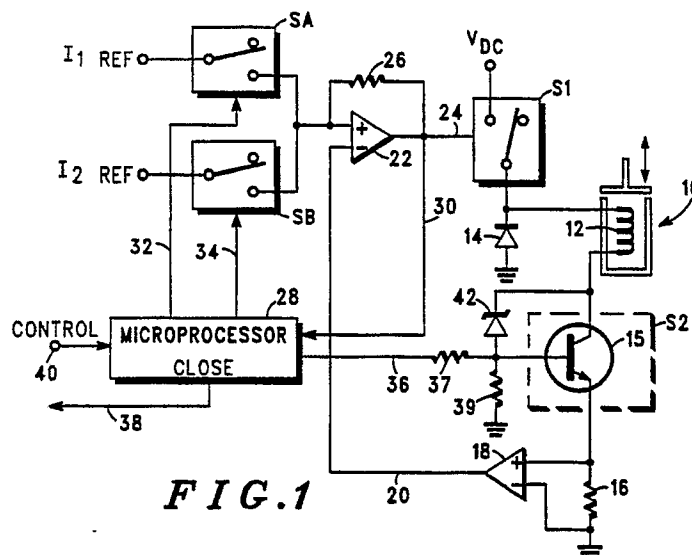 SA
I1 REF
SB
I2 REF
26
VDC
S1
24
22
10
12
14
30
32
34
28
42
S2
15
CONTROL
40
MICROPROCESSOR
CLOSE
36
37
39
38
18
16
20
FIG.1